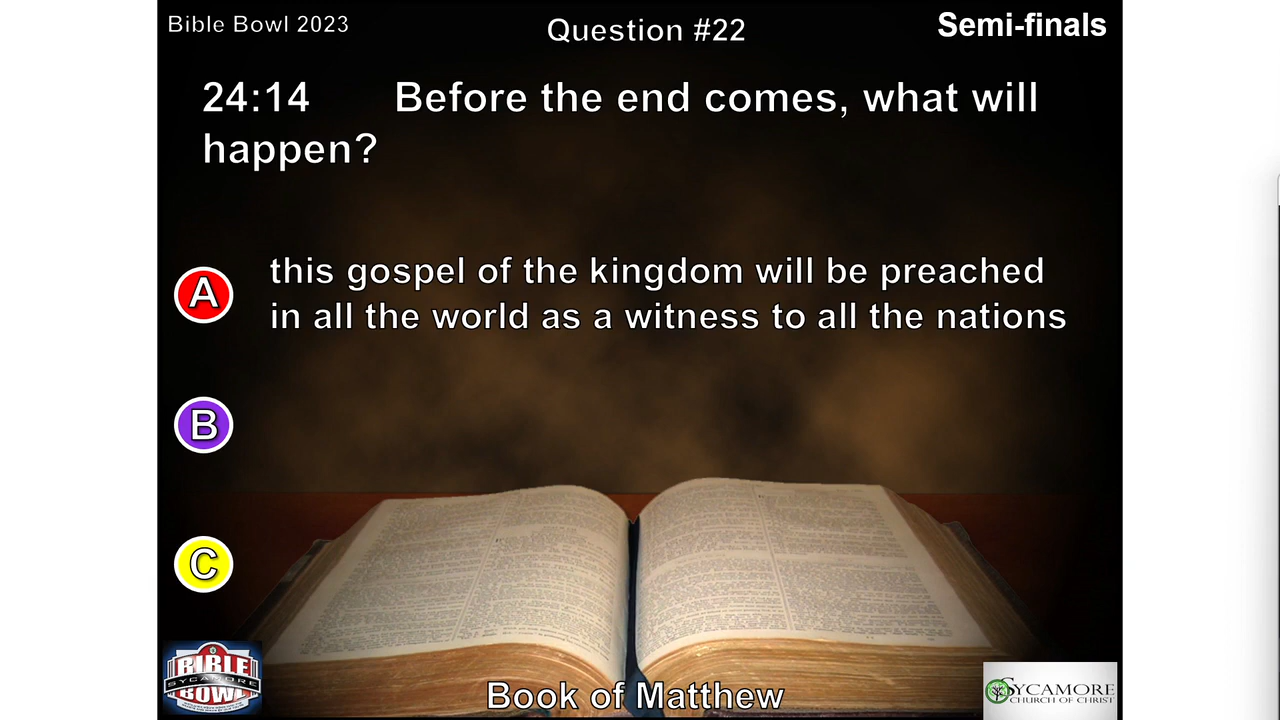 Bible Bowl 2023
Question #22
Semi-finals
24:14 Before the end comes, what will
happen?
A
this gospel of the kingdom will be preached
in all the world as a witness to all the nations
B
C
BIBLE
SYCAMORE
BOWL
Book of Matthew
SYCAMORE
CHURCH OF CHRIST